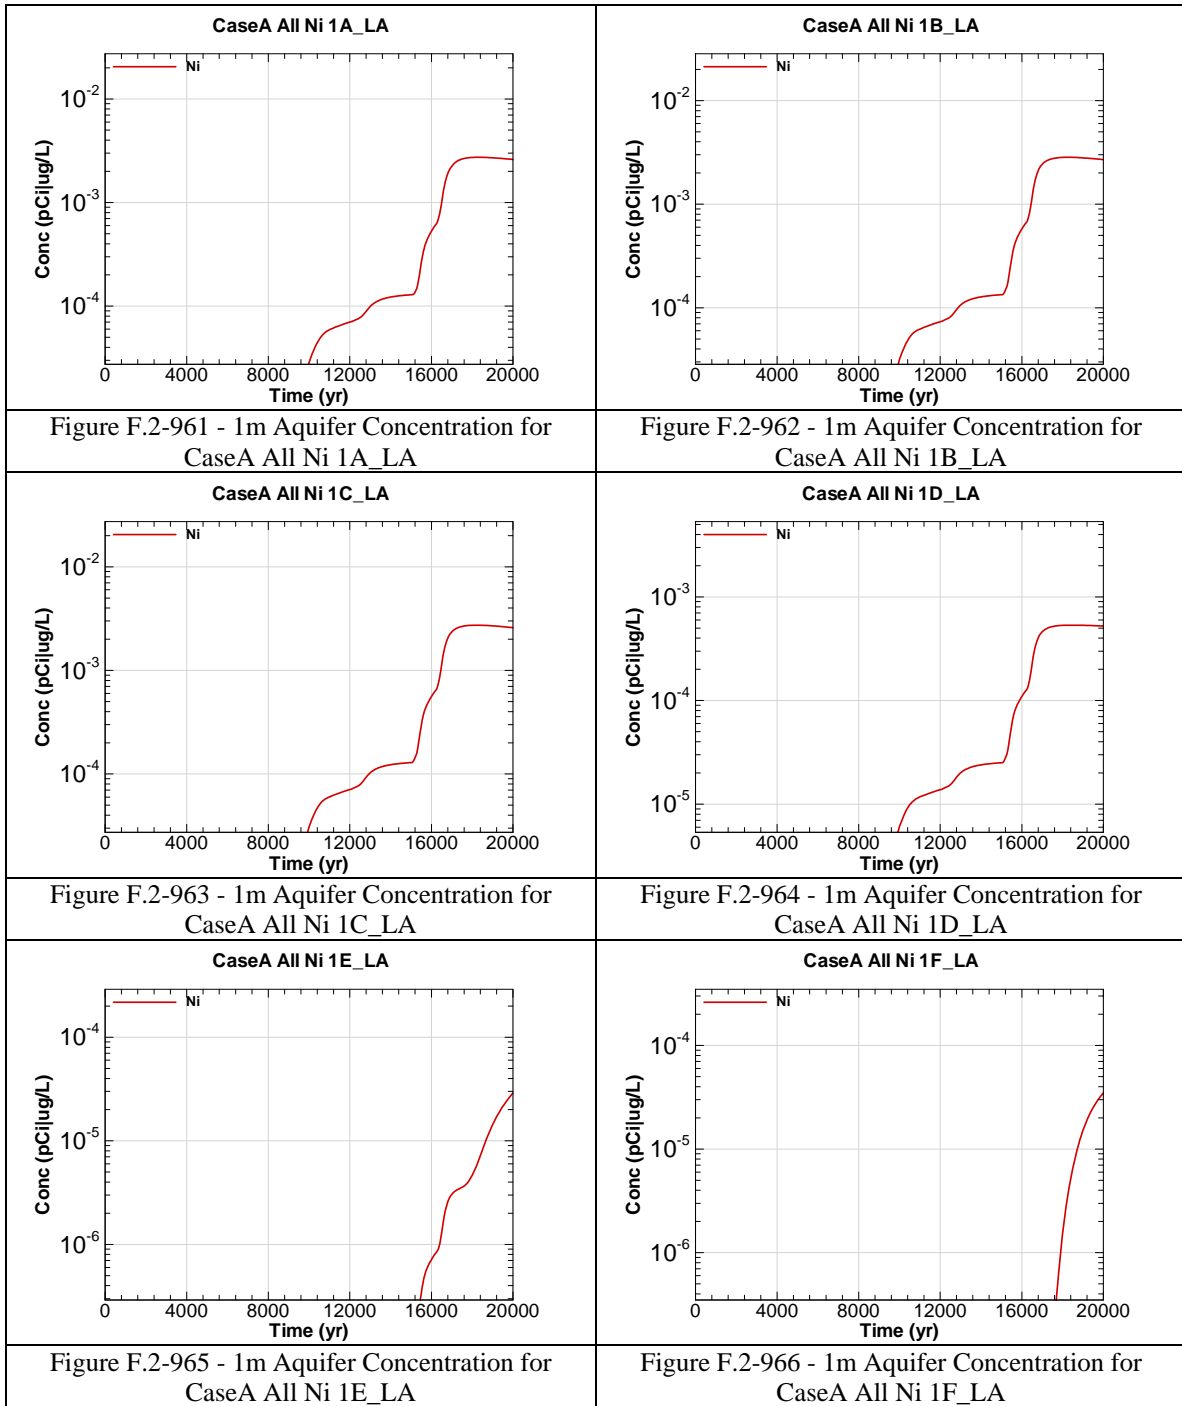 CaseA All Ni 1A_LA
Ni
10-2
10-3
10-4
Conc (pCi|ug/L)
0 4000 8000 12000 16000 20000
Time (yr)
Figure F.2-961 - 1m Aquifer Concentration for
CaseA All Ni 1A_LA
CaseA All Ni 1B_LA
Ni
10-2
10-3
10-4
Conc (pCi|ug/L)
0 4000 8000 12000 16000 20000
Time (yr)
Figure F.2-962 - 1m Aquifer Concentration for
CaseA All Ni 1B_LA
CaseA All Ni 1C_LA
Ni
10-2
10-3
10-4
Conc (pCi|ug/L)
0 4000 8000 12000 16000 20000
Time (yr)
Figure F.2-963 - 1m Aquifer Concentration for
CaseA All Ni 1C_LA
CaseA All Ni 1D_LA
Ni
10-3
10-4
10-5
Conc (pCi|ug/L)
0 4000 8000 12000 16000 20000
Time (yr)
Figure F.2-964 - 1m Aquifer Concentration for
CaseA All Ni 1D_LA
CaseA All Ni 1E_LA
Ni
10-4
10-5
10-6
Conc (pCi|ug/L)
0 4000 8000 12000 16000 20000
Time (yr)
Figure F.2-965 - 1m Aquifer Concentration for
CaseA All Ni 1E_LA
CaseA All Ni 1F_LA
Ni
10-4
10-5
10-6
Conc (pCi|ug/L)
0 4000 8000 12000 16000 20000
Time (yr)
Figure F.2-966 - 1m Aquifer Concentration for
CaseA All Ni 1F_LA